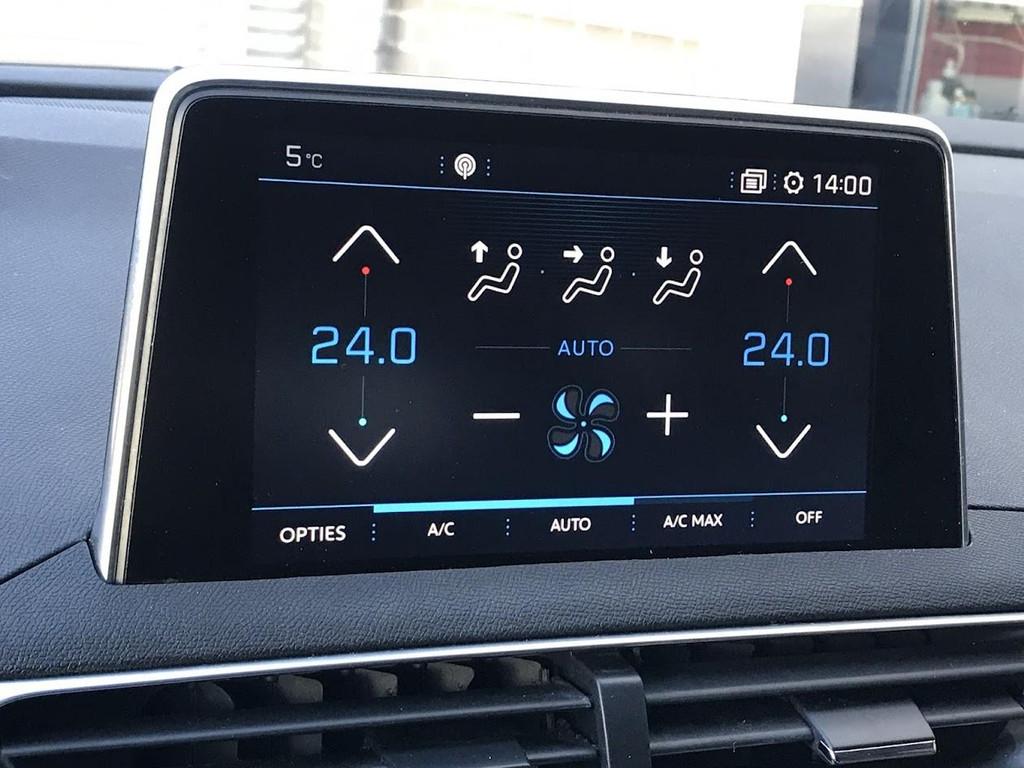 5°C 14:00
24.0 AUTO 24.0
OPTIES A/C AUTO A/C MAX OFF